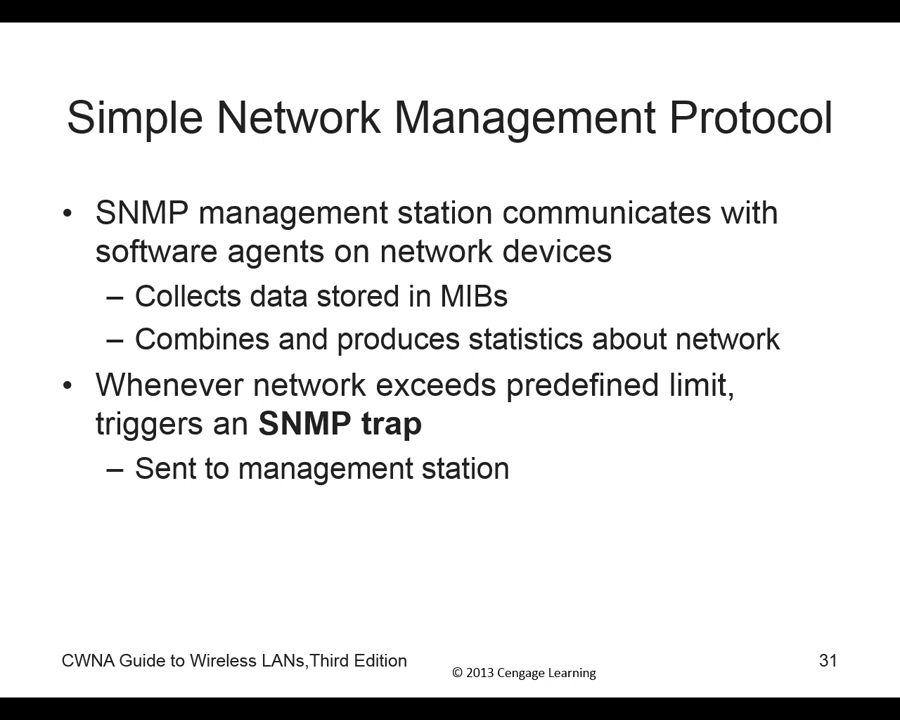 Simple Network Management Protocol
• SNMP management station communicates with
software agents on network devices
– Collects data stored in MIBs
– Combines and produces statistics about network
• Whenever network exceeds predefined limit,
triggers an SNMP trap
– Sent to management station
CWNA Guide to Wireless LANs,Third Edition
© 2013 Cengage Learning
31